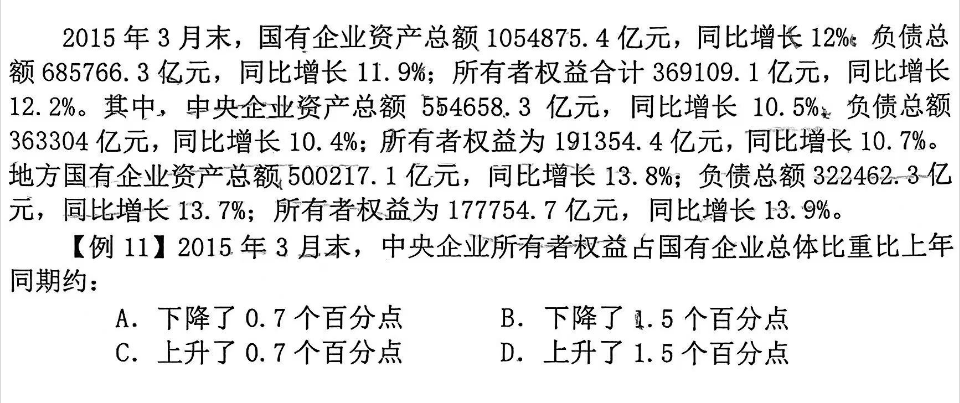 2015 年 3 月末，国有企业资产总额 1054875.4 亿元，同比增长 12%；负债总
额 685766.3 亿元，同比增长 11.9%；所有者权益合计 369109.1 亿元，同比增长
12.2%。其中，中央企业资产总额 554658.3 亿元，同比增长 10.5%；负债总额
363304 亿元，同比增长 10.4%；所有者权益为 191354.4 亿元，同比增长 10.7%。
地方国有企业资产总额 500217.1 亿元，同比增长 13.8%；负债总额 322462.3 亿
元，同比增长 13.7%；所有者权益为 177754.7 亿元，同比增长 13.9%。
【例 11】2015 年 3 月末，中央企业所有者权益占国有企业总体比重比上年
同期约：
A．下降了 0.7 个百分点 B．下降了 1.5 个百分点
C．上升了 0.7 个百分点 D．上升了 1.5 个百分点